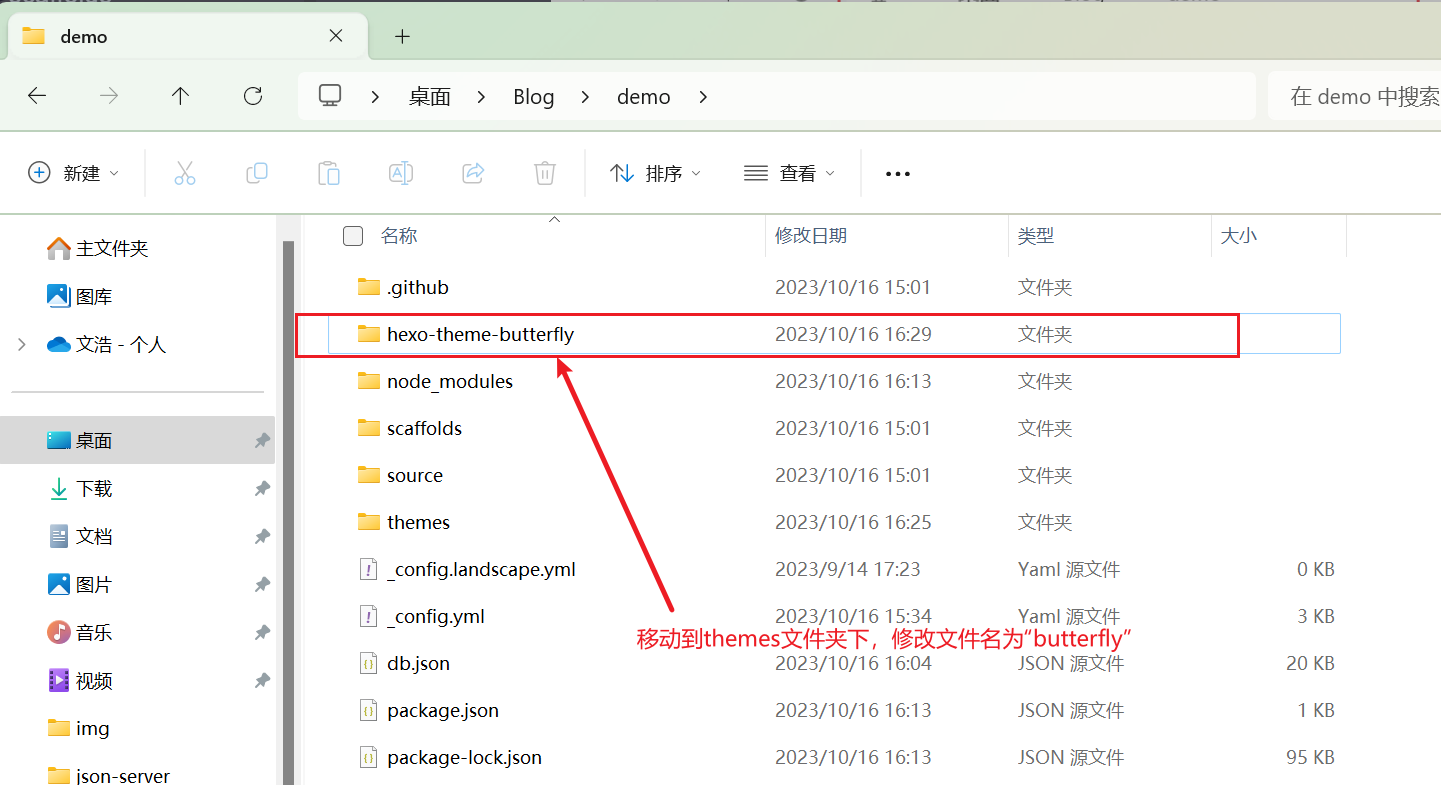 demo
桌面 Blog demo
在 demo 中搜索
新建 排序 查看
主文件夹
图库
文浩 - 个人
桌面
下载
文档
图片
音乐
视频
img
json-server
名称 修改日期 类型 大小
.github 2023/10/16 15:01 文件夹
hexo-theme-butterfly 2023/10/16 16:29 文件夹
node_modules 2023/10/16 16:13 文件夹
scaffolds 2023/10/16 15:01 文件夹
source 2023/10/16 15:01 文件夹
themes 2023/10/16 16:25 文件夹
_config.landscape.yml 2023/9/14 17:23 Yaml 源文件 0 KB
_config.yml 2023/10/16 15:34 Yaml 源文件 3 KB
移动到themes文件夹下，修改文件名为“butterfly”
db.json 2023/10/16 16:04 JSON 源文件 20 KB
package.json 2023/10/16 16:13 JSON 源文件 1 KB
package-lock.json 2023/10/16 16:13 JSON 源文件 95 KB